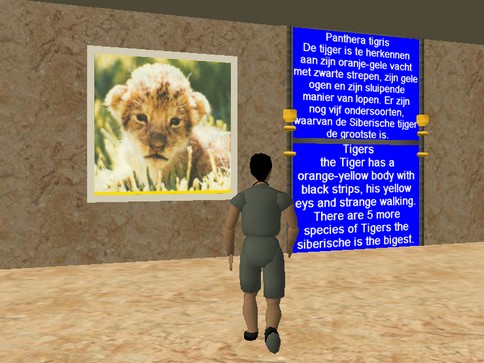 Panthera tigris
De tijger is te herkennen
aan zijn oranje-gele vacht
met zwarte strepen, zijn gele
ogen en zijn sluipende
manier van lopen. Er zijn
nog vijf ondersoorten,
waarvan de Siberische tijger
de grootste is.
Tigers
the Tiger has a
orange-yellow body with
black strips, his yellow
eyes and strange walking.
There are 5 more
species of Tigers the
siberische is the bigest.